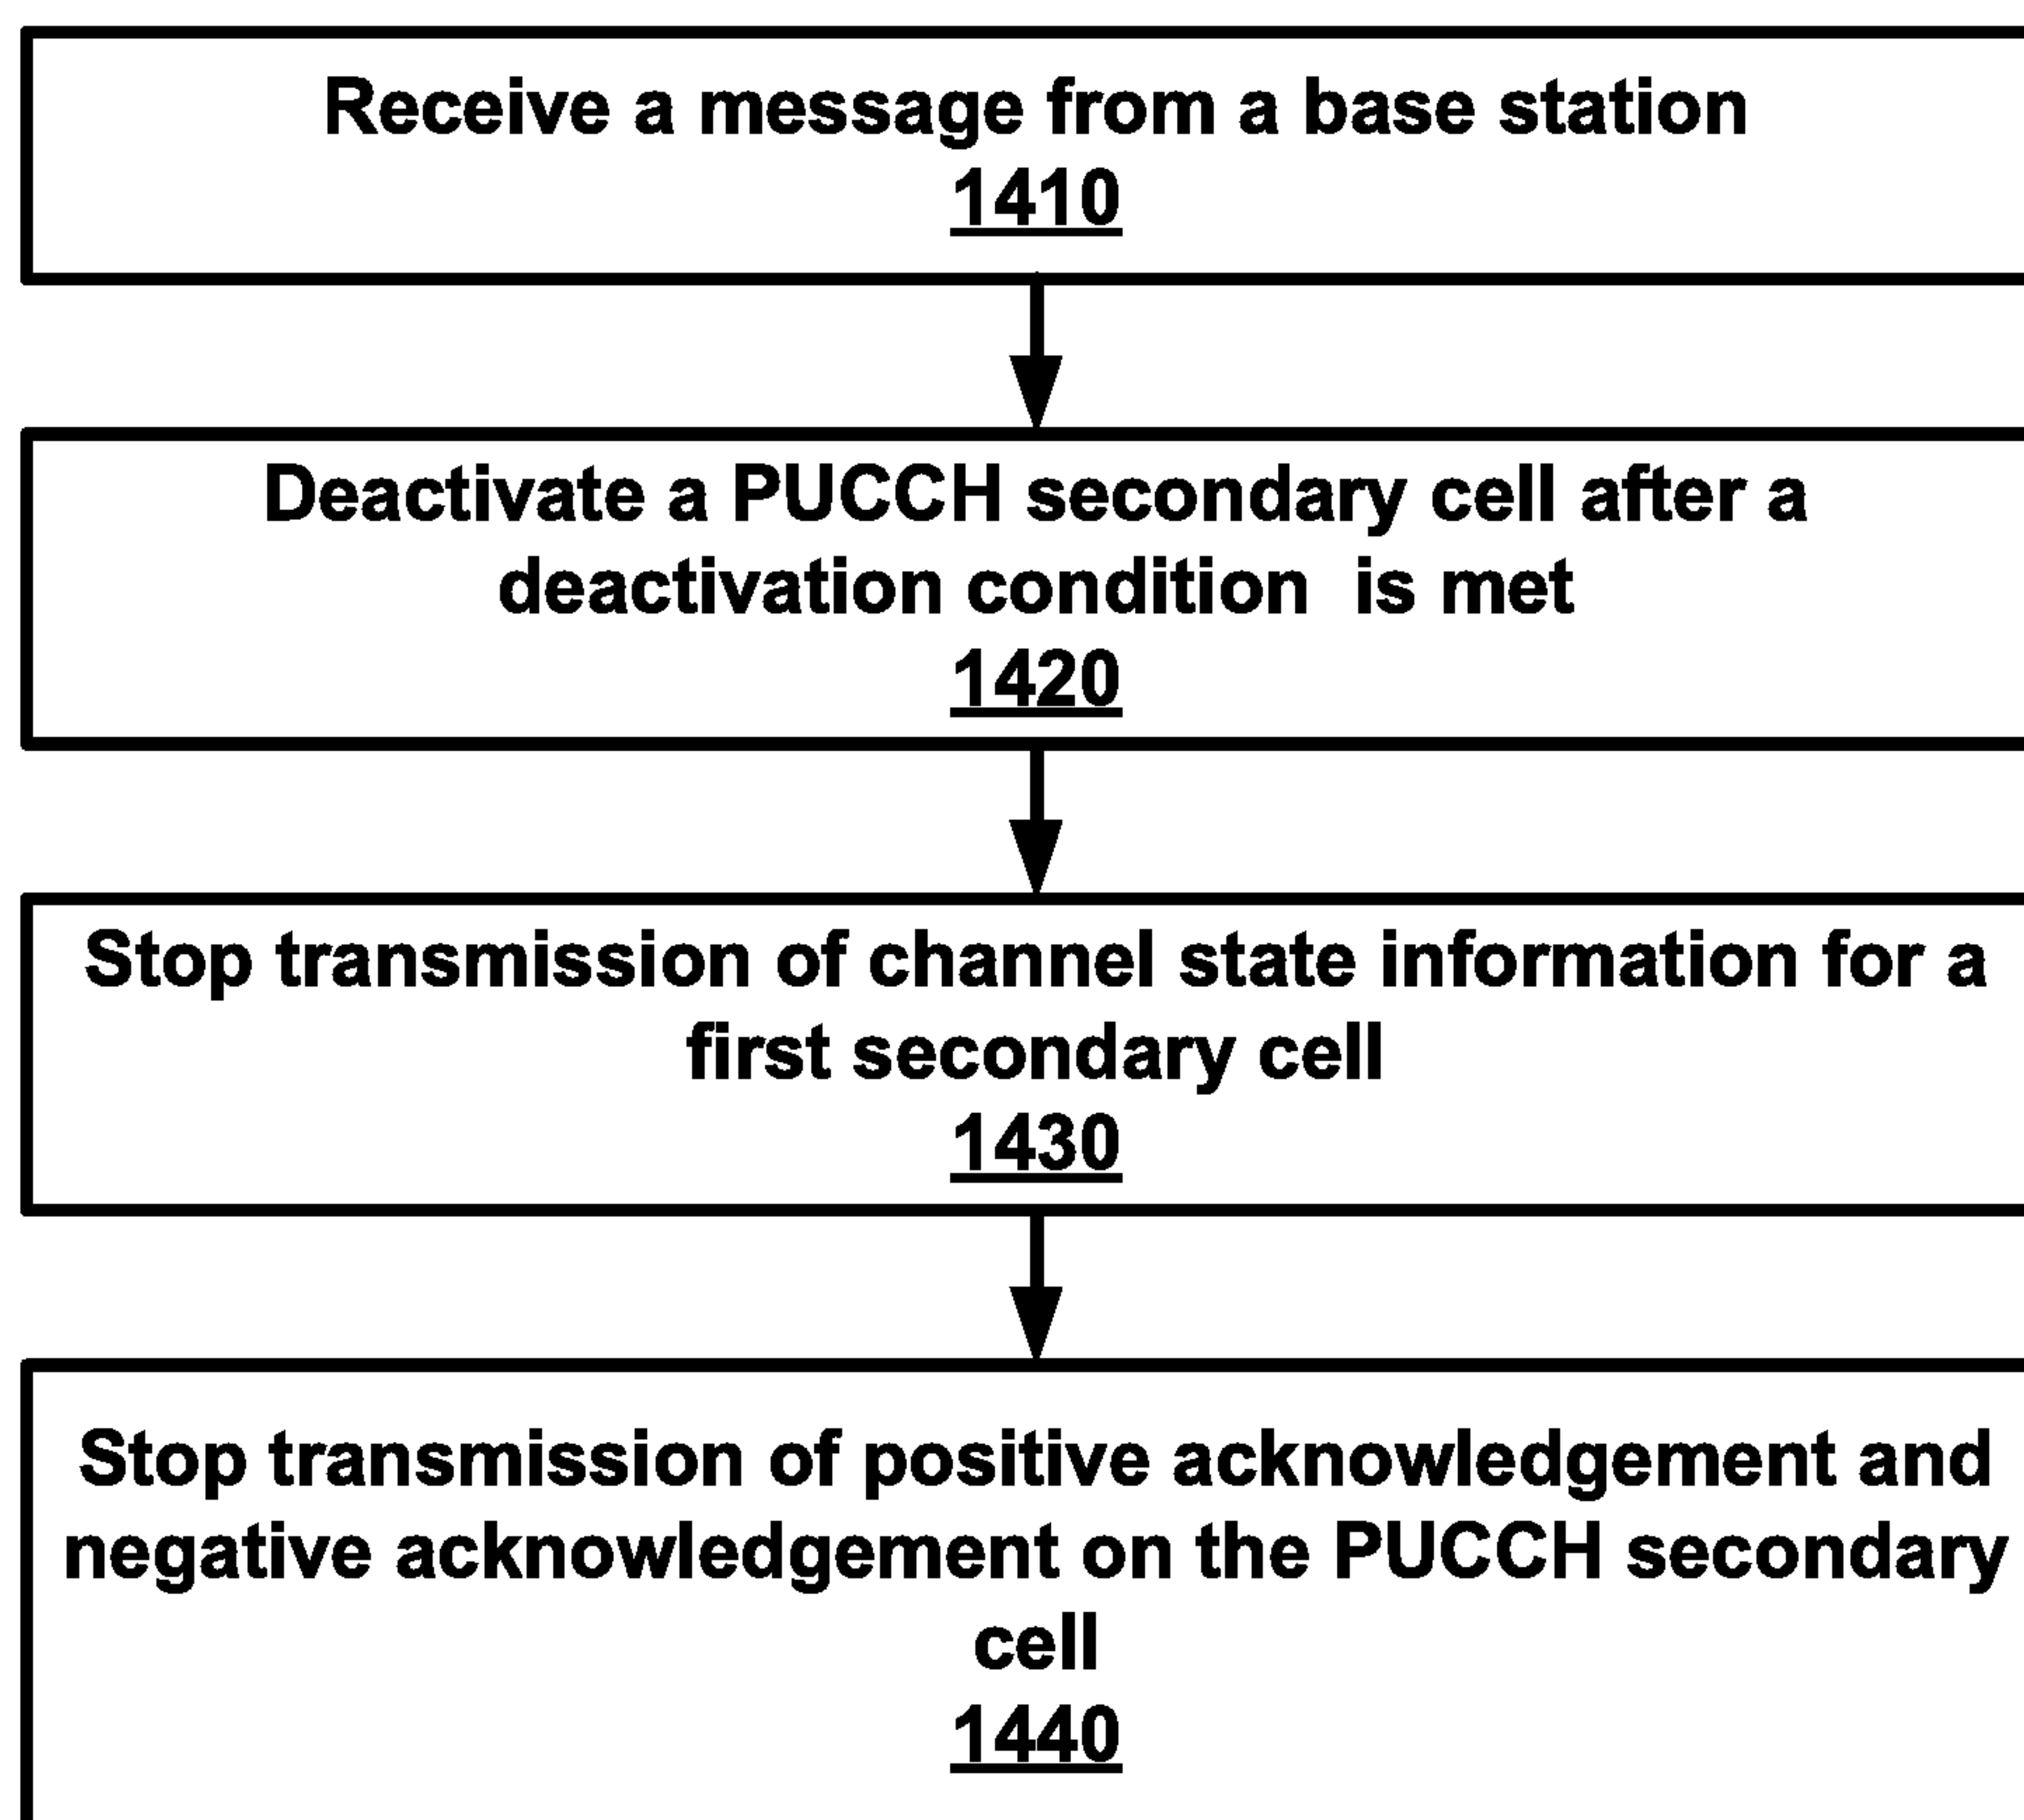 Receive a message from a base station
1410
Deactivate a PUCCH secondary cell after a
deactivation condition  is met
1420
Stop transmission of channel state information for a
first secondary cell
1430
Stop transmission of positive acknowledgement and
negative acknowledgement on the PUCCH secondary
cell
1440